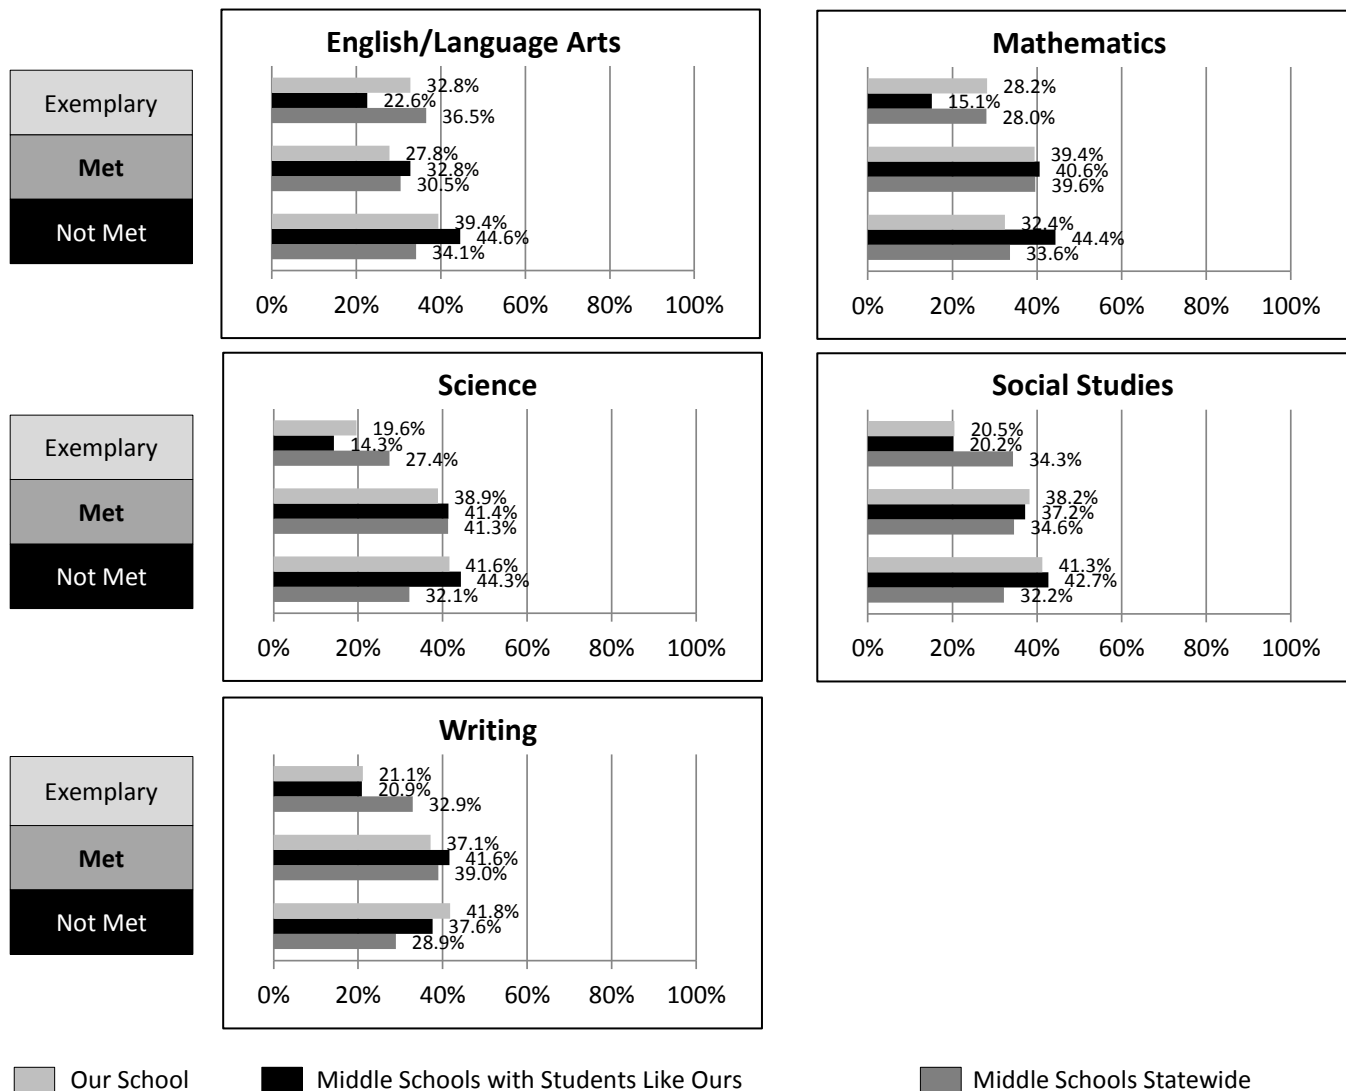 English/Language Arts
Exemplary
Met
Not Met
32.8%
22.6%
36.5%
27.8%
32.8%
30.5%
39.4%
44.6%
34.1%
0% 20% 40% 60% 80% 100%
Mathematics
28.2%
15.1%
28.0%
39.4%
40.6%
39.6%
32.4%
44.4%
33.6%
0% 20% 40% 60% 80% 100%
Science
Exemplary
Met
Not Met
19.6%
14.3%
27.4%
38.9%
41.4%
41.3%
41.6%
44.3%
32.1%
0% 20% 40% 60% 80% 100%
Social Studies
20.5%
20.2%
34.3%
38.2%
37.2%
34.6%
41.3%
42.7%
32.2%
0% 20% 40% 60% 80% 100%
Writing
Exemplary
Met
Not Met
21.1%
20.9%
32.9%
37.1%
41.6%
39.0%
41.8%
37.6%
28.9%
0% 20% 40% 60% 80% 100%
Our School Middle Schools with Students Like Ours Middle Schools Statewide